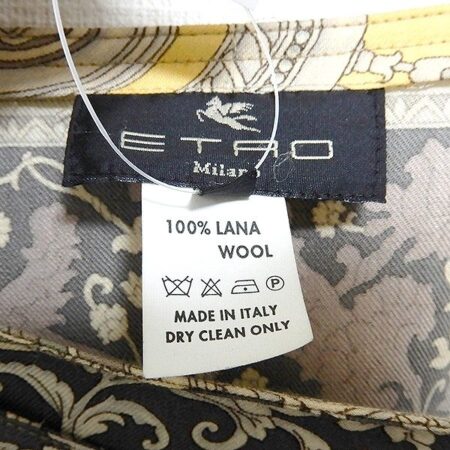 ETRO
Milano
100% LANA
WOOL
P
MADE IN ITALY
DRY CLEAN ONLY